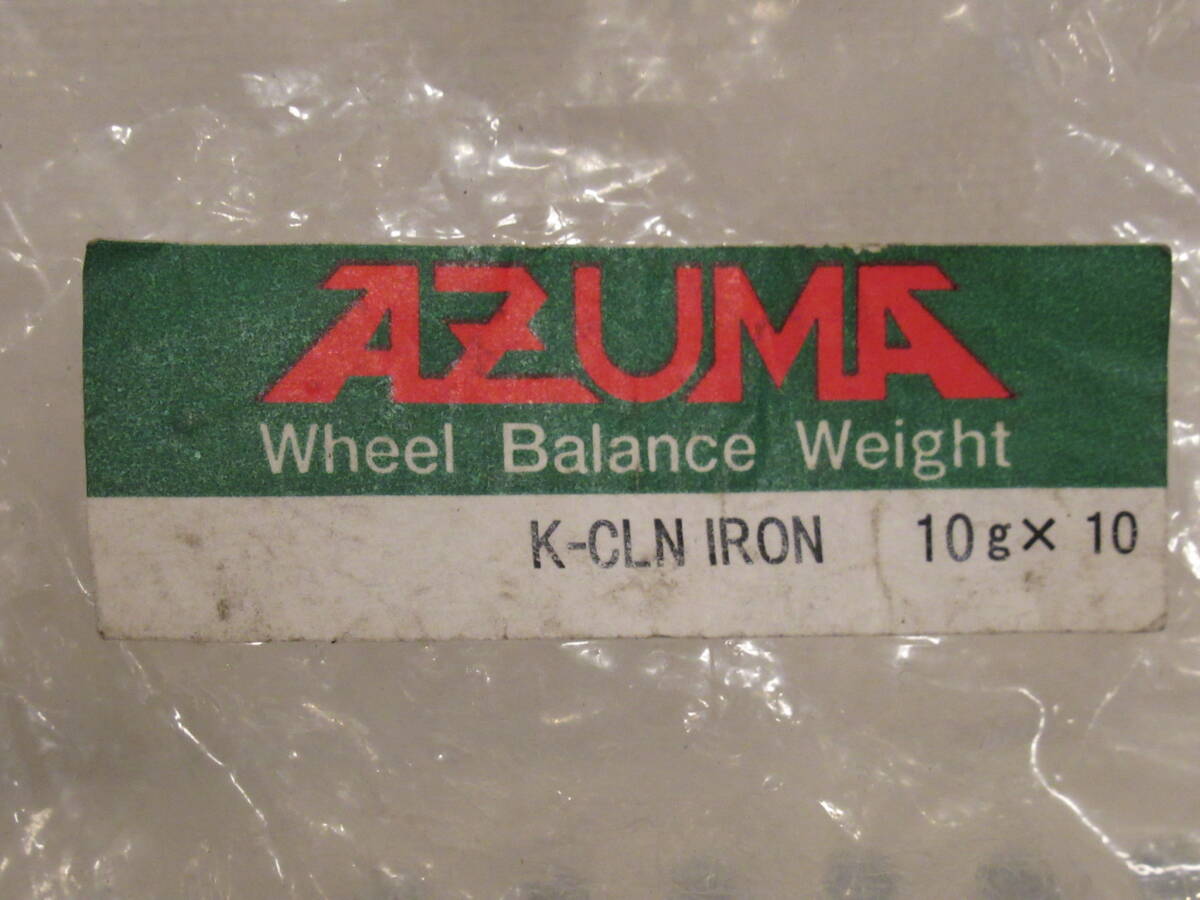 AZUMA
Wheel Balance Weight
K-CLN IRON 10g× 10